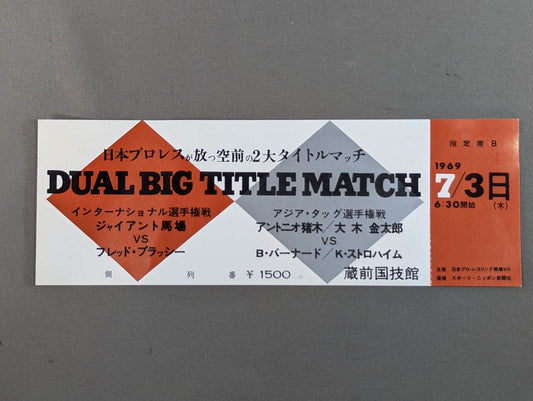 日本プロレスが放つ空前の2大タイトルマッチ
DUAL BIG TITLE MATCH
インターナショナル選手権戦
ジャイアント馬場
VS
フレッド・ブラッシー
アジア・タッグ選手権戦
アントニオ猪木/大木金太郎
VS
B・バーナード/K・ストロハイム
側 列 番 ¥1500
蔵前国技館
指定席B
1969
7/3日
6:30開始 (木)
主催 日本プロ・レスリング興業KK
後援 スポーツ・ニッポン新聞社